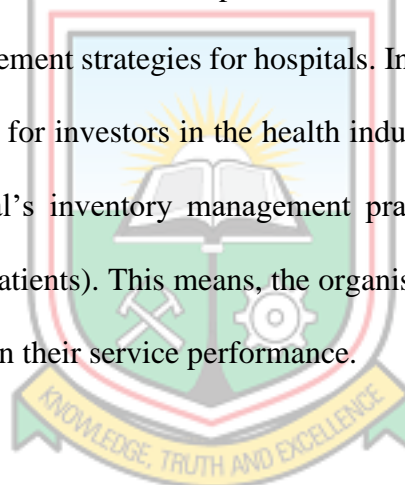 ement strategies for hospitals. In
for investors in the health indu
al’s inventory management pra
atients). This means, the organis
n their service performance.
KNOWLEDGE, TRUTH AND EXCELLENCE